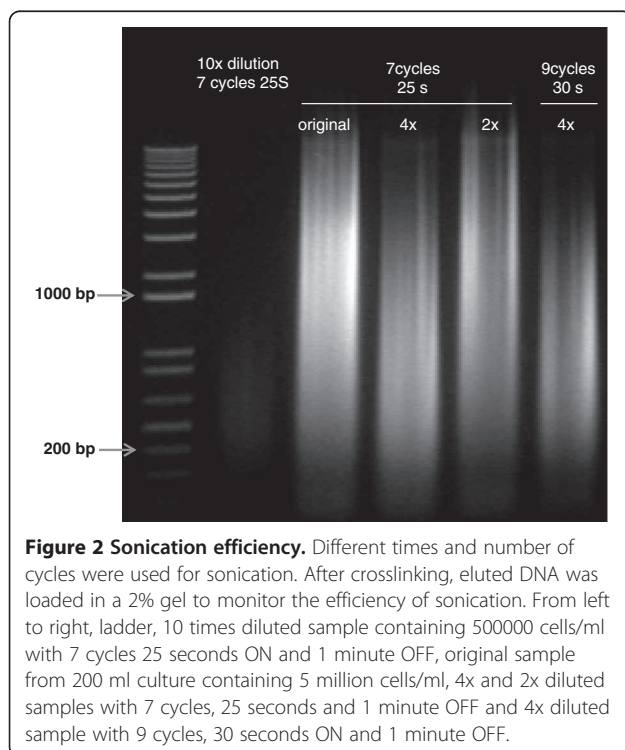 10x dilution
7 cycles 25S
7cycles
25 s
9cycles
30 s
original
4x
2x
4x
1000 bp
200 bp
Figure 2 Sonication efficiency. Different times and number of
cycles were used for sonication. After crosslinking, eluted DNA was
loaded in a 2% gel to monitor the efficiency of sonication. From left
to right, ladder, 10 times diluted sample containing 500000 cells/ml
with 7 cycles 25 seconds ON and 1 minute OFF, original sample
from 200 ml culture containing 5 million cells/ml, 4x and 2x diluted
samples with 7 cycles, 25 seconds and 1 minute OFF and 4x diluted
sample with 9 cycles, 30 seconds ON and 1 minute OFF.